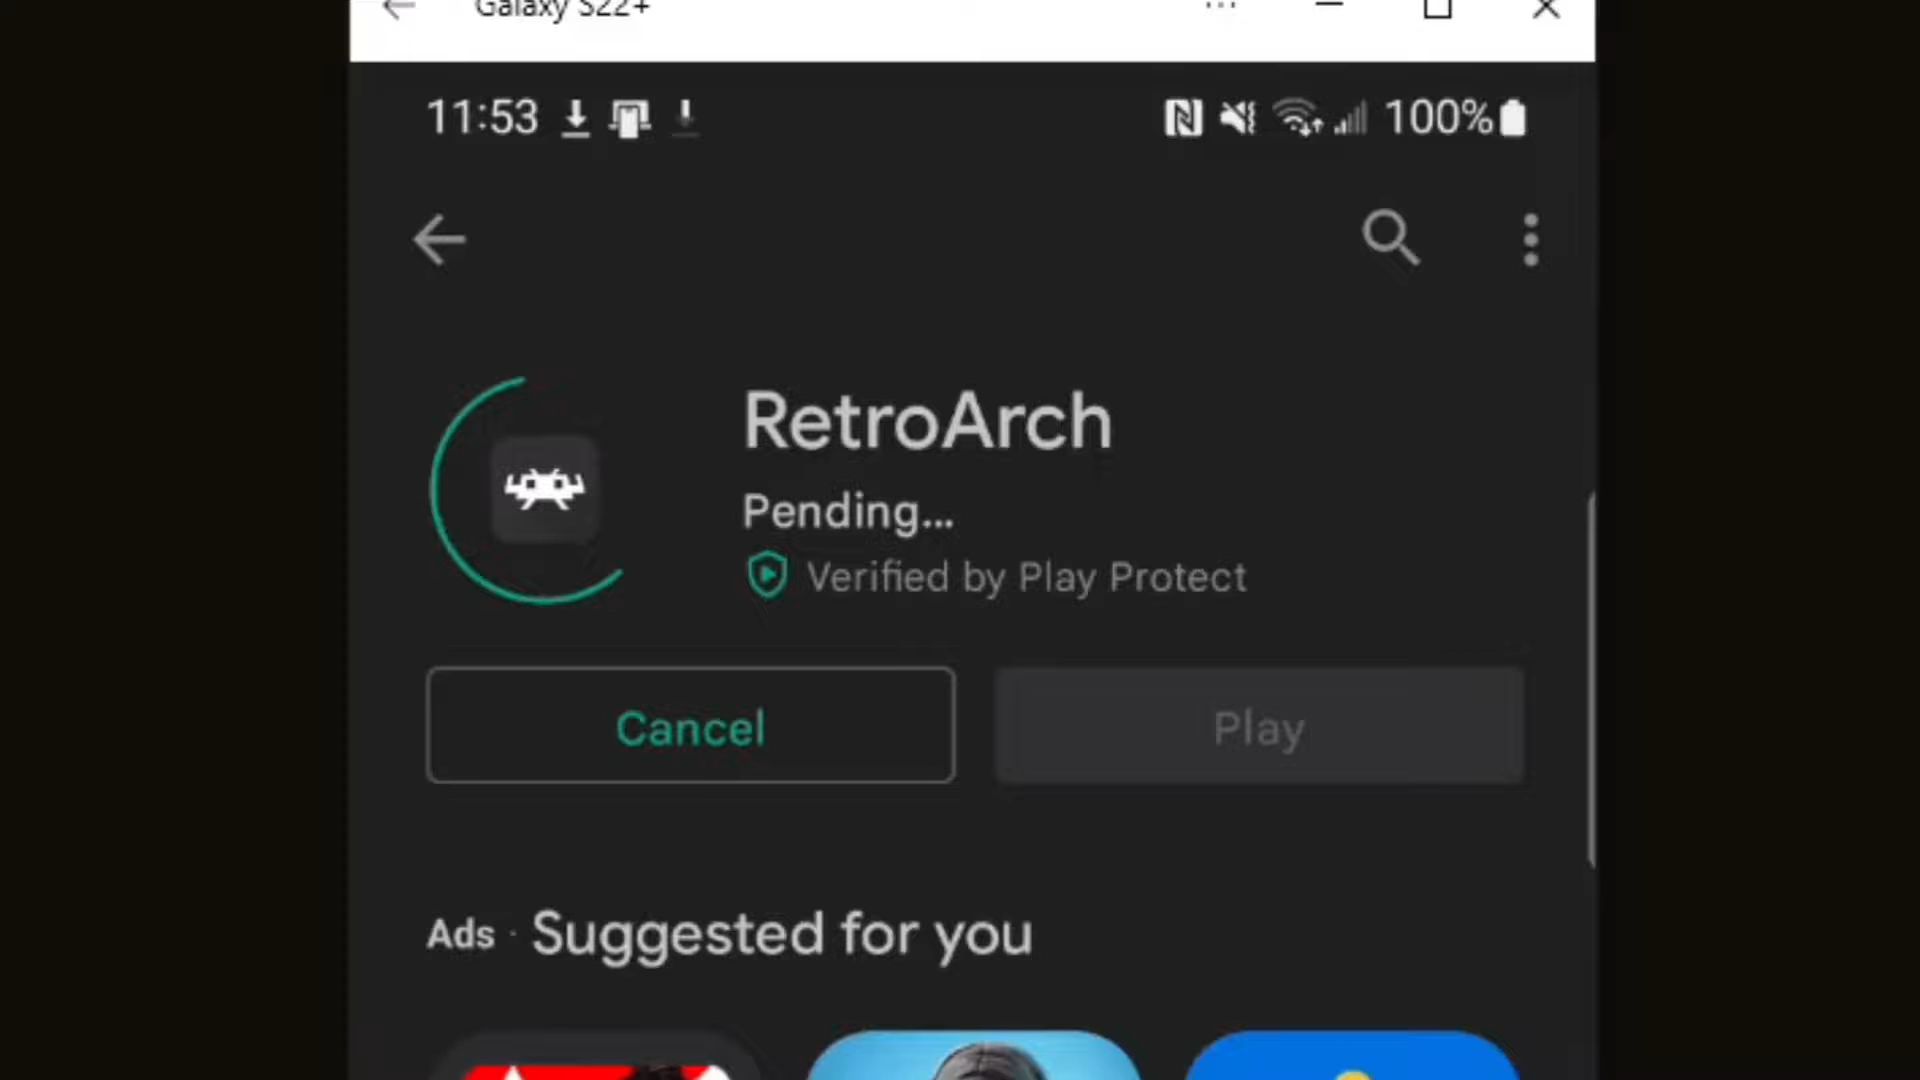 Galaxy S22+
11:53
100%
RetroArch
Pending...
Verified by Play Protect
Cancel
Play
Ads · Suggested for you